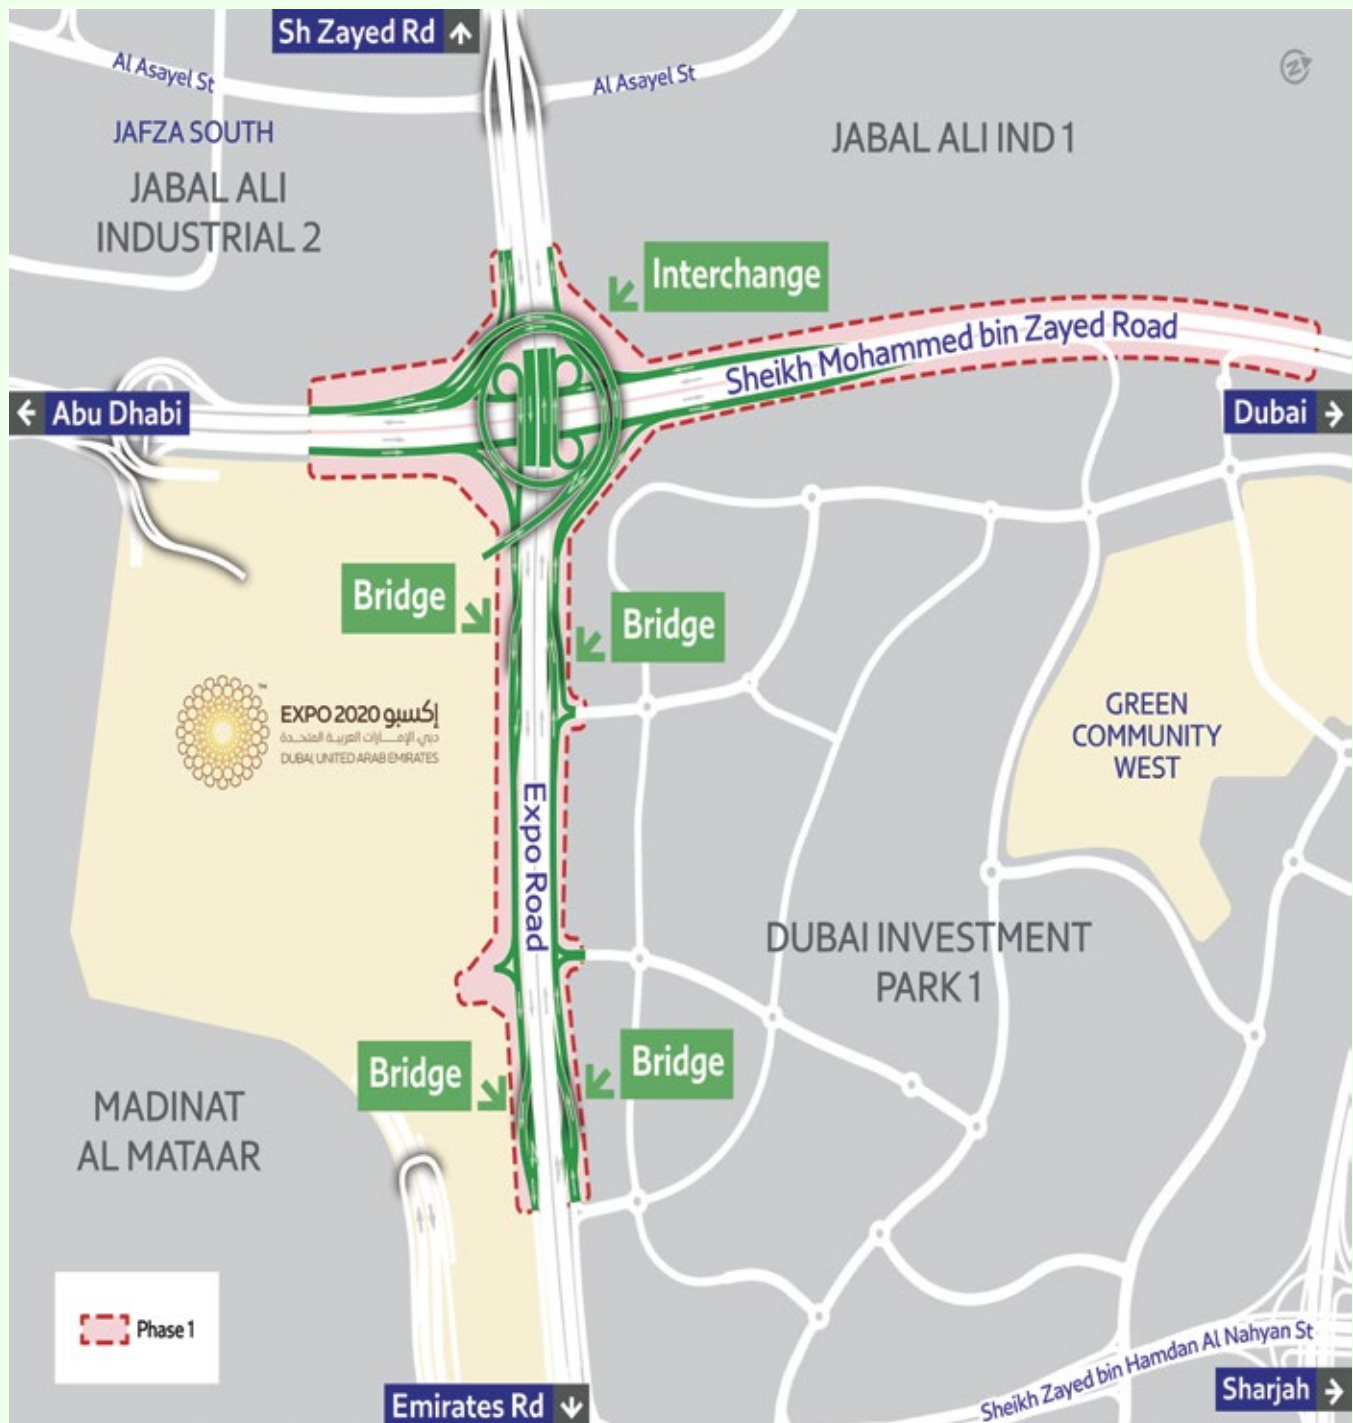 Sh Zayed Rd
Al Asayel St
Al Asayel St
JAFZA SOUTH
JABAL ALI
INDUSTRIAL 2
JABAL ALI IND 1
Z
Interchange
Sheikh Mohammed bin Zayed Road
Abu Dhabi
Dubai
Bridge
Bridge
EXPO 2020 إكسبو
دبي، الإمارات العربية المتحدة
DUBAI, UNITED ARAB EMIRATES
TM
GREEN
COMMUNITY
WEST
Expo Road
DUBAI INVESTMENT
PARK 1
Bridge
Bridge
MADINAT
AL MATAAR
Phase 1
Sheikh Zayed bin Hamdan Al Nahyan St
Emirates Rd
Sharjah